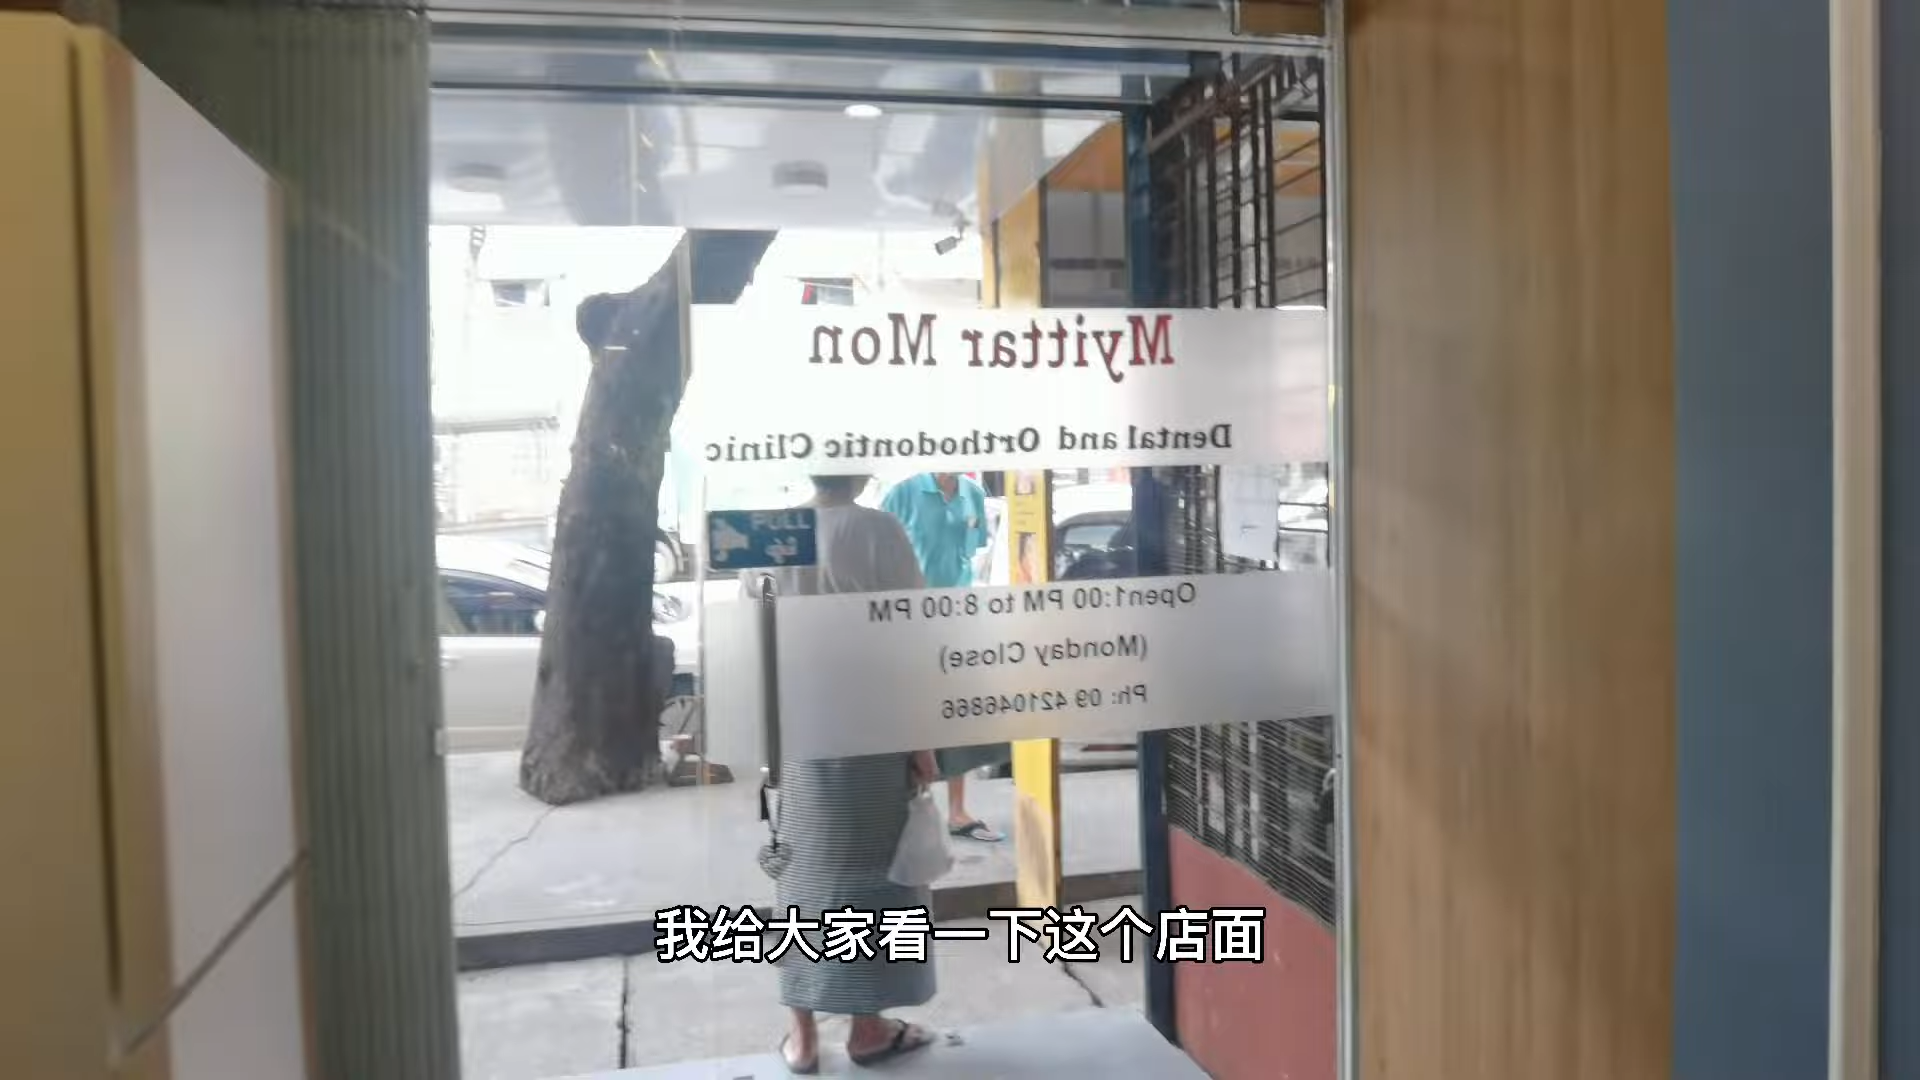 Myittar Mon
Dental and Orthodontic Clinic
PULL
Open1:00 PM to 8:00 PM
(Monday Close)
Ph: 09 421046866
我给大家看一下这个店面